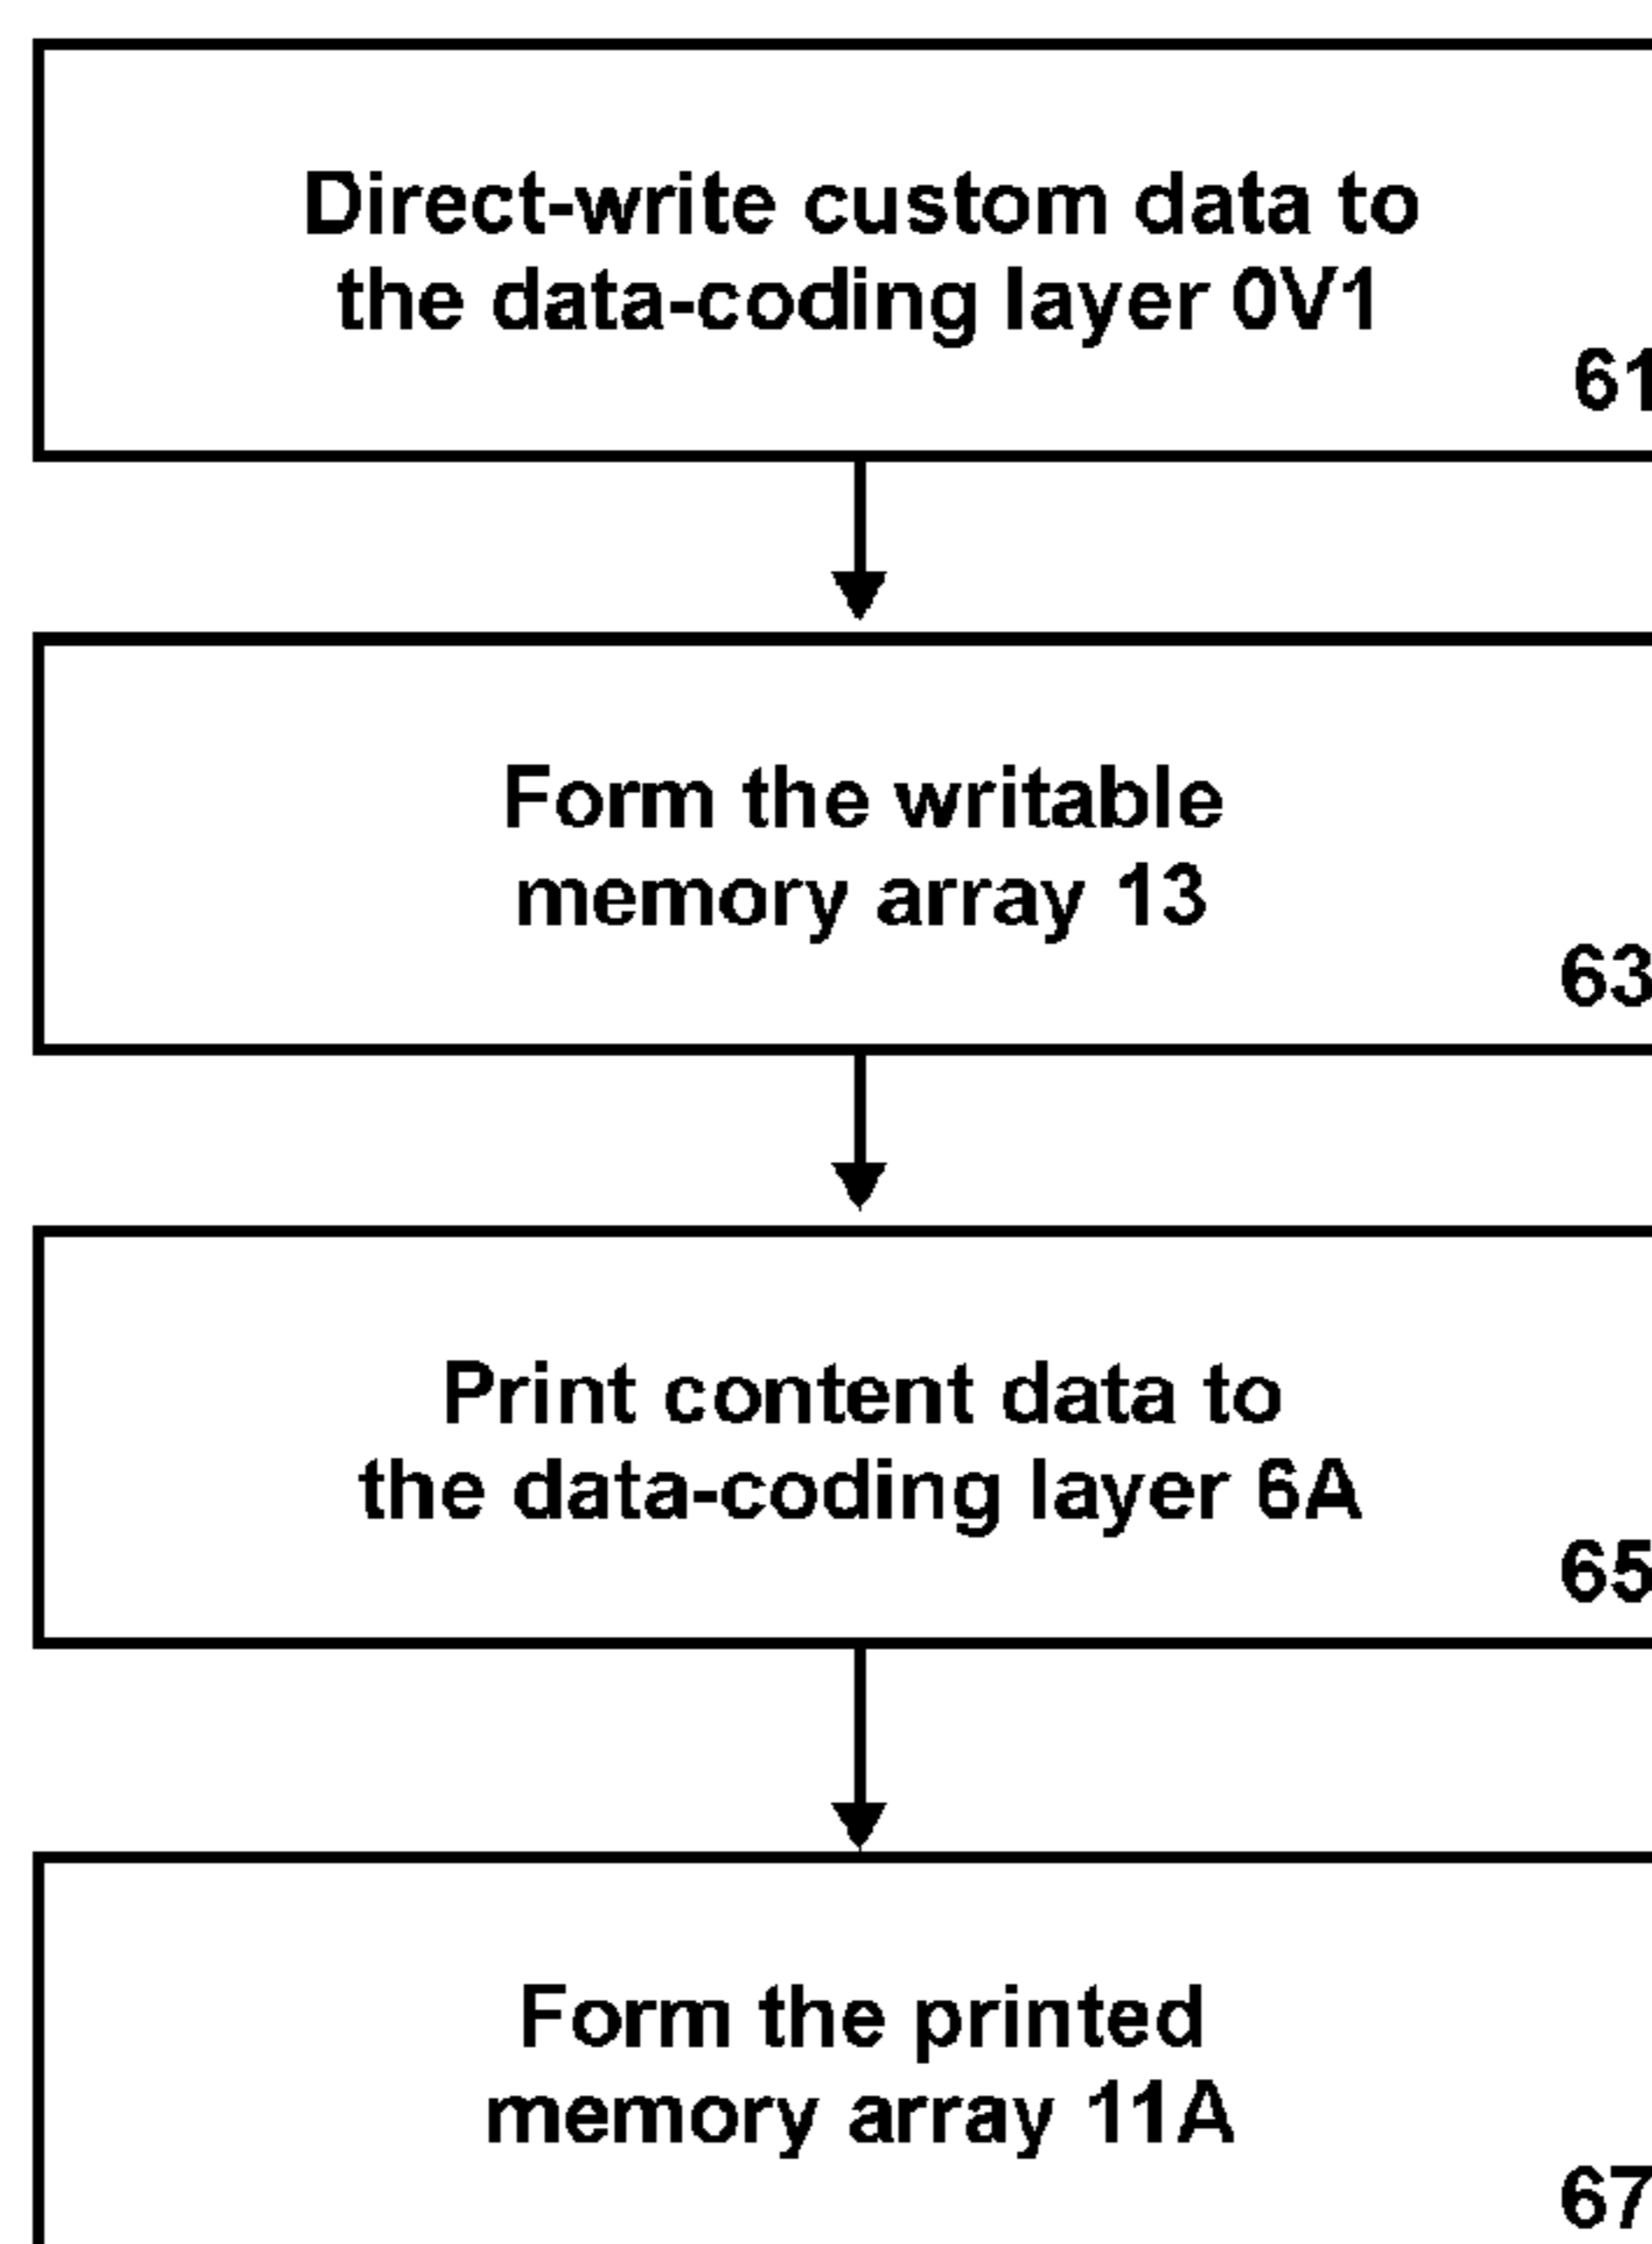 Direct-write custom data to
the data-coding layer 0V1
61
Form the writable
memory array 13
63
Print content data to
the data-coding layer 6A
65
Form the printed
memory array 11A
67